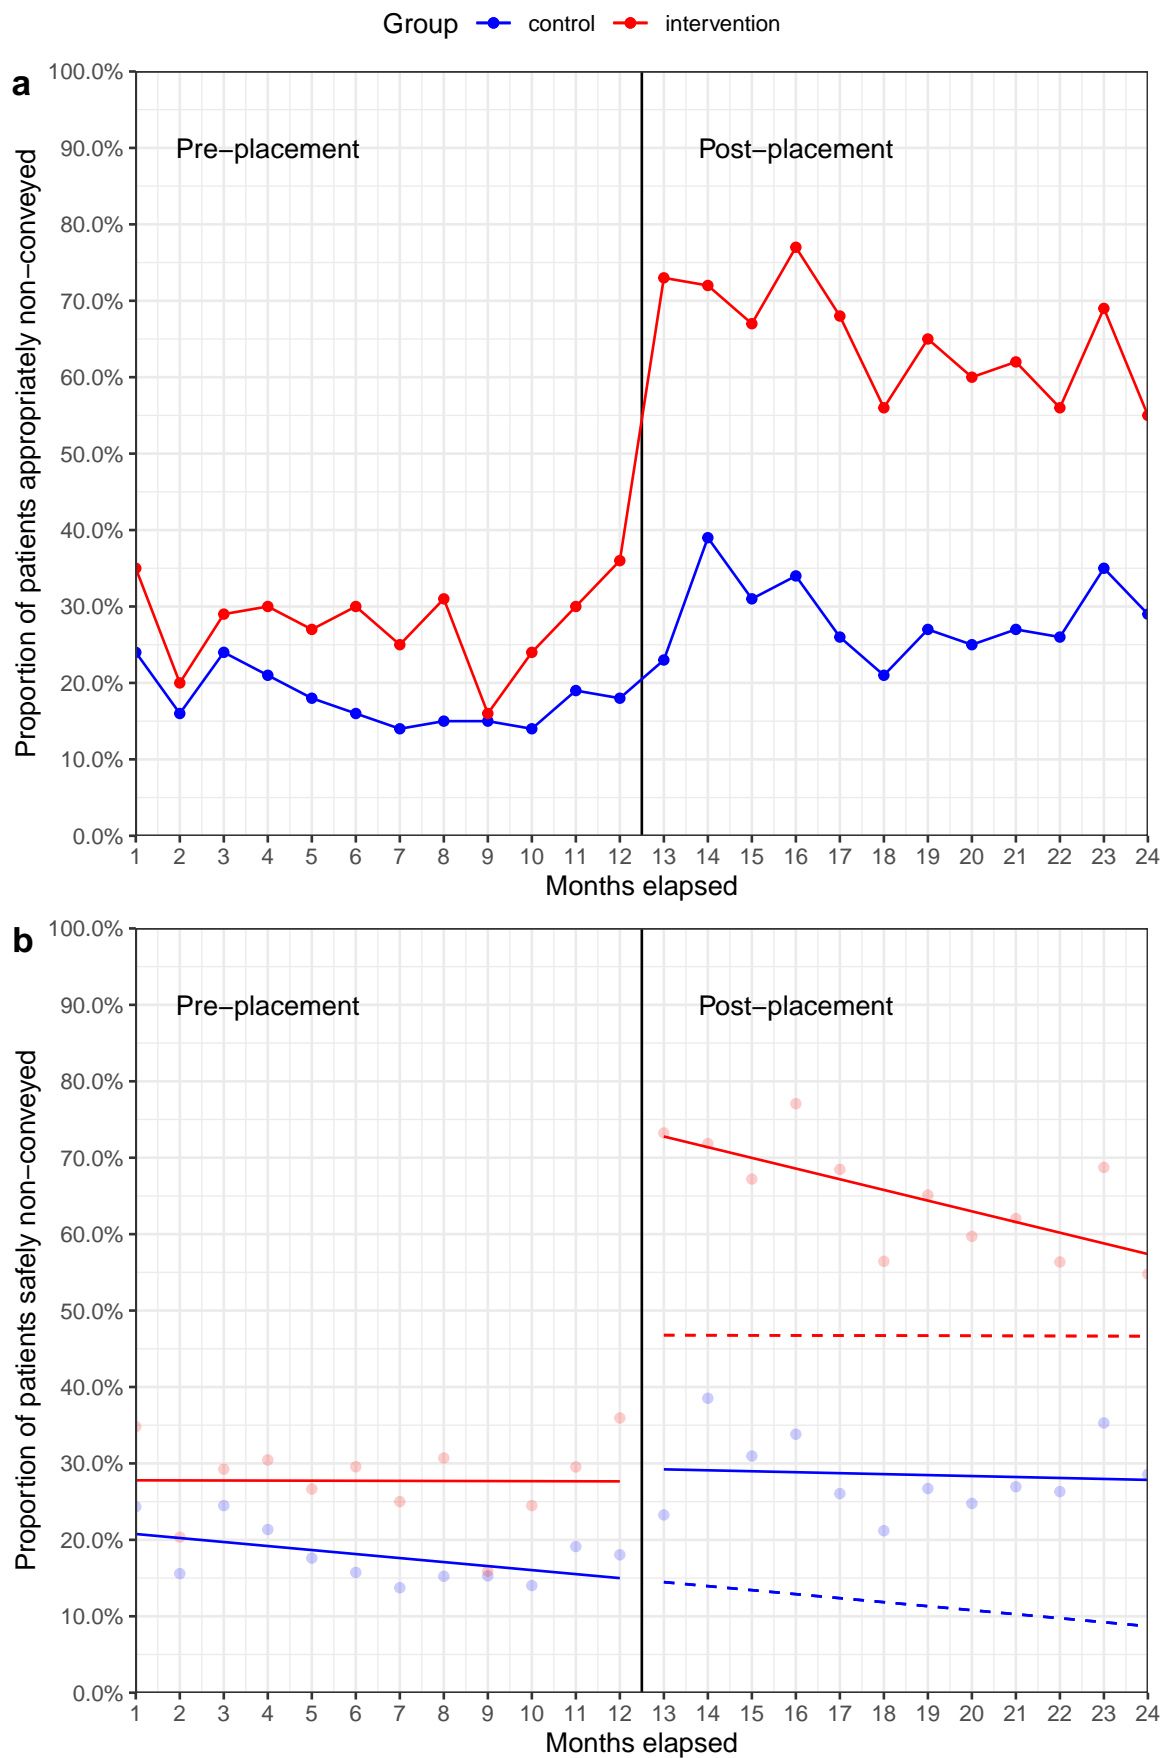 Group control intervention
a
Proportion of patients appropriately non−conveyed
100.0%
90.0%
80.0%
70.0%
60.0%
50.0%
40.0%
30.0%
20.0%
10.0%
0.0%
Pre−placement Post−placement
1 2 3 4 5 6 7 8 9 10 11 12 13 14 15 16 17 18 19 20 21 22 23 24
Months elapsed
b
Proportion of patients safely non−conveyed
100.0%
90.0%
80.0%
70.0%
60.0%
50.0%
40.0%
30.0%
20.0%
10.0%
0.0%
Pre−placement Post−placement
1 2 3 4 5 6 7 8 9 10 11 12 13 14 15 16 17 18 19 20 21 22 23 24
Months elapsed